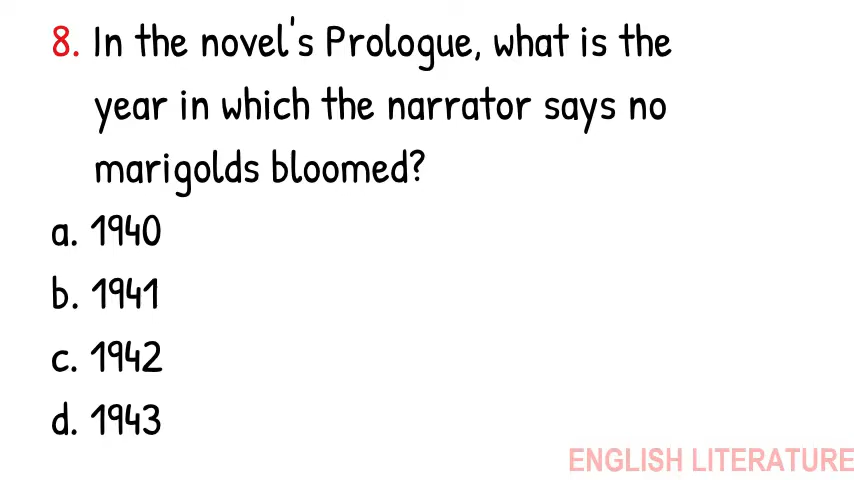 8. In the novel's Prologue, what is the
year in which the narrator says no
marigolds bloomed?
a. 1940
b. 1941
c. 1942
d. 1943
ENGLISH LITERATURE